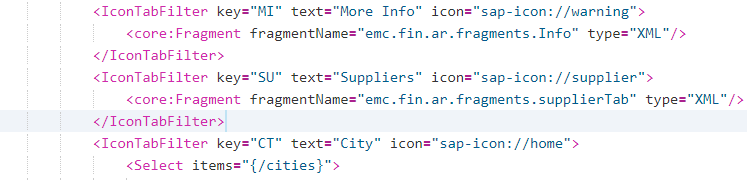 <IconTabFilter key="MI" text="More Info" icon="sap-icon://warning">
<core:Fragment fragmentName="emc.fin.ar.fragments.Info" type="XML"/>
</IconTabFilter>
<IconTabFilter key="SU" text="Suppliers" icon="sap-icon://supplier">
<core:Fragment fragmentName="emc.fin.ar.fragments.supplierTab" type="XML"/>
</IconTabFilter>
<IconTabFilter key="CT" text="City" icon="sap-icon://home">
<Select items="{/cities}">